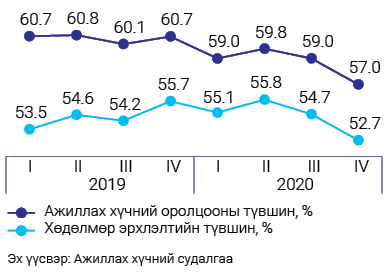 60.7 60.8 60.1 60.7 59.0 59.8 59.0 57.0
53.5 54.6 54.2 55.7 55.1 55.8 54.7 52.7
I II III IV I II III IV
2019 2020
Ажиллах хүчний оролцооны түвшин, %
Хөдөлмөр эрхлэлтийн түвшин, %
Эх үүсвэр: Ажиллах хүчний судалгаа